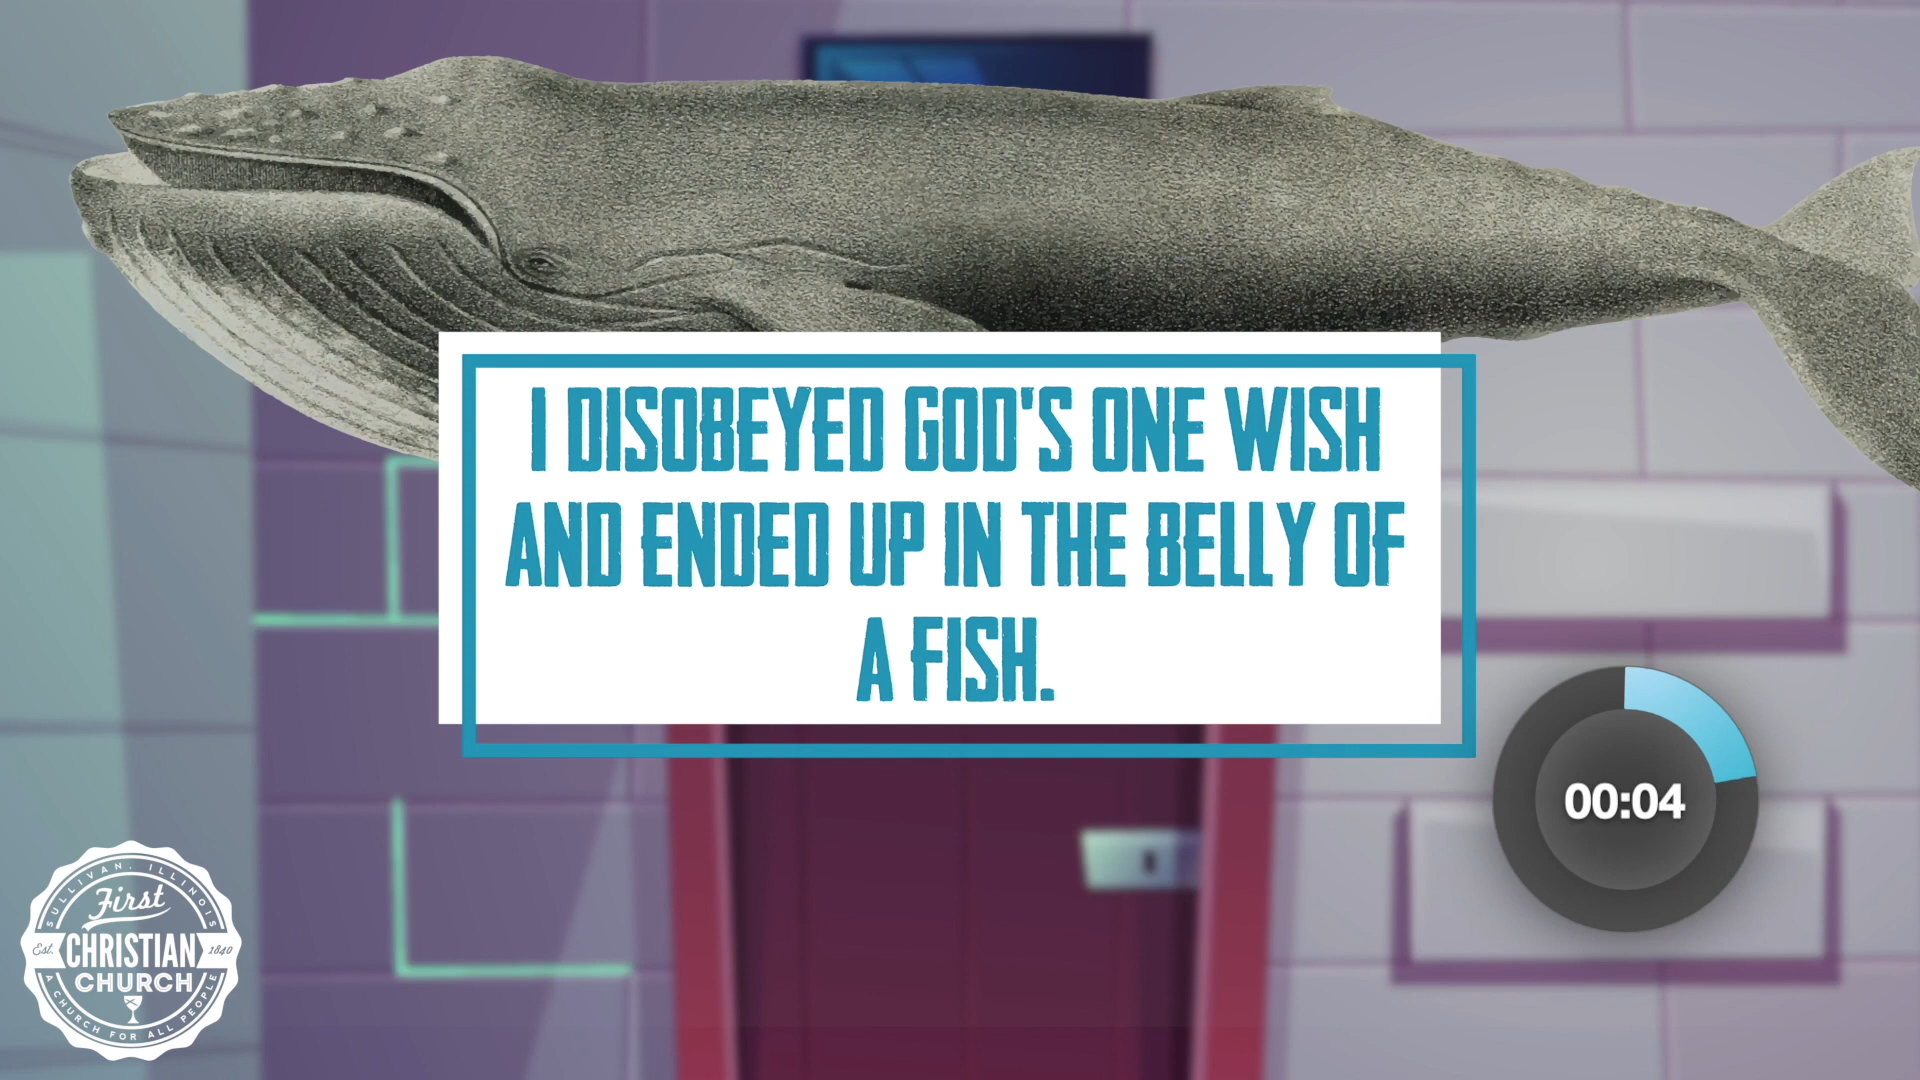 I DISOBEYED GOD'S ONE WISH
AND ENDED UP IN THE BELLY OF
A FISH.
00:04
SULLIVAN, ILLINOIS
First
Est. CHRISTIAN 1840
CHURCH
A CHURCH FOR ALL PEOPLE